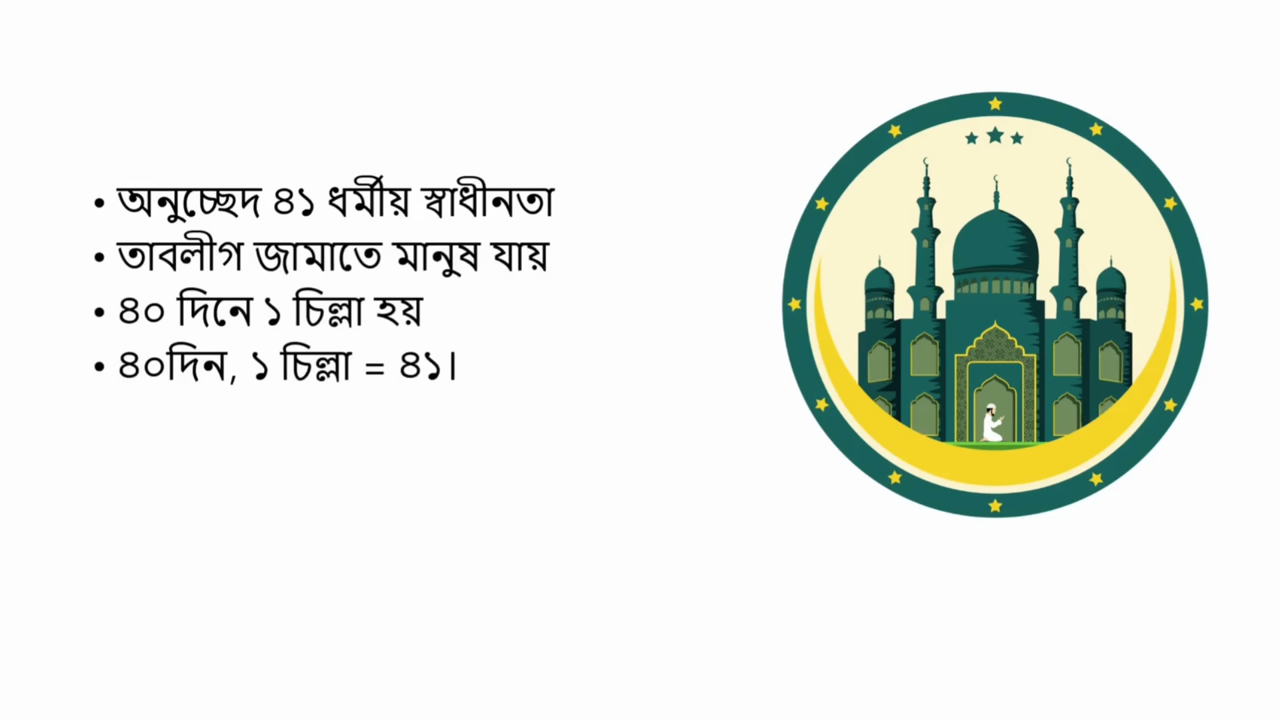 • অনুচ্ছেদ ৪১ ধর্মীয় স্বাধীনতা
• তাবলীগ জামাতে মানুষ যায়
• ৪০ দিনে ১ চিল্লা হয়
• ৪০দিন, ১ চিল্লা = ৪১।